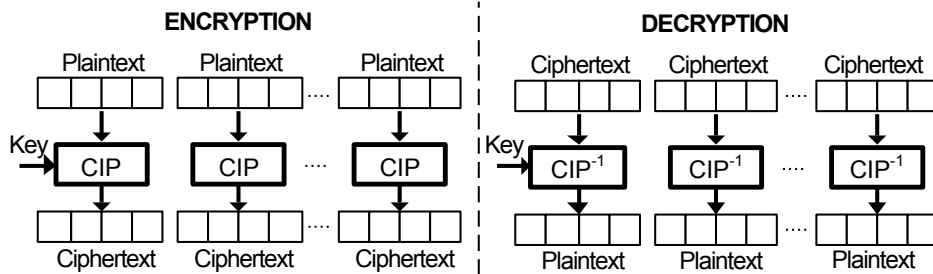 ENCRYPTION
Plaintext Plaintext Plaintext
....
Key CIP CIP .... CIP
....
Ciphertext Ciphertext Ciphertext
DECRYPTION
Ciphertext Ciphertext Ciphertext
....
Key CIP-1 CIP-1 .... CIP-1
....
Plaintext Plaintext Plaintext